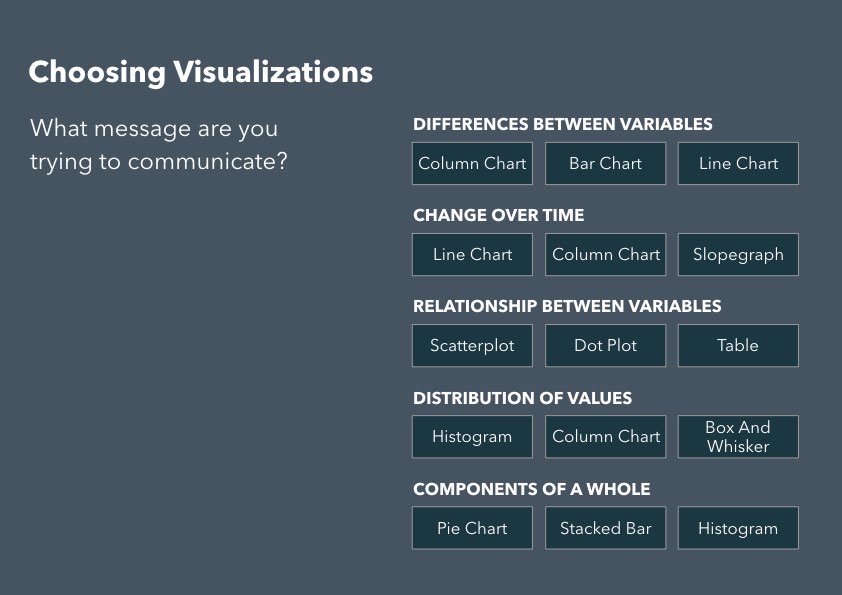 Choosing Visualizations
What message are you
trying to communicate?
DIFFERENCES BETWEEN VARIABLES
Column Chart
Bar Chart
Line Chart
CHANGE OVER TIME
Line Chart
Column Chart
Slopegraph
RELATIONSHIP BETWEEN VARIABLES
Scatterplot
Dot Plot
Table
DISTRIBUTION OF VALUES
Histogram
Column Chart
Box And
Whisker
COMPONENTS OF A WHOLE
Pie Chart
Stacked Bar
Histogram